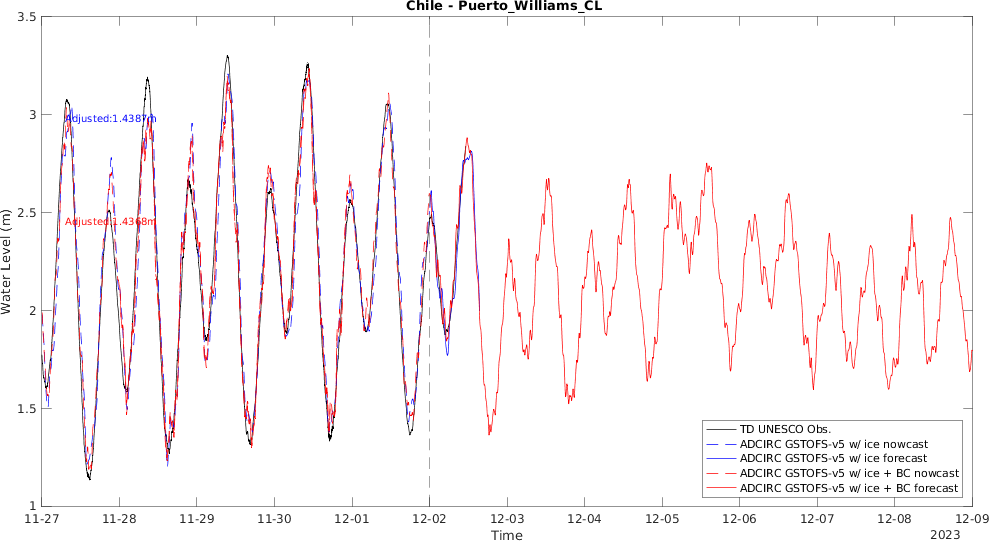 Chile - Puerto_Williams_CL
3.5
3
2.5
2
1.5
1
Water Level (m)
Adjusted:1.4387m
Adjusted:1.4368m
TD UNESCO Obs.
ADCIRC GSTOFS-v5 w/ ice nowcast
ADCIRC GSTOFS-v5 w/ ice forecast
ADCIRC GSTOFS-v5 w/ ice + BC nowcast
ADCIRC GSTOFS-v5 w/ ice + BC forecast
11-27 11-28 11-29 11-30 12-01 12-02 12-03 12-04 12-05 12-06 12-07 12-08 12-09
Time
2023